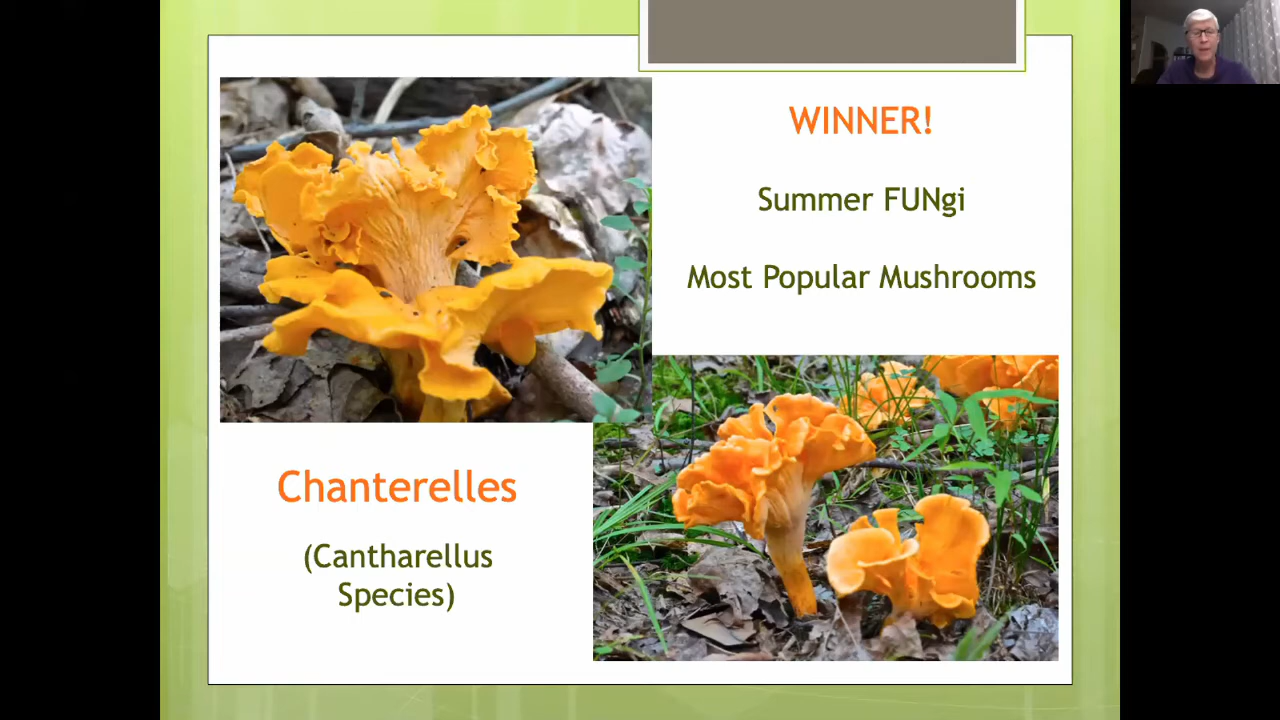 WINNER!
Summer FUNgi
Most Popular Mushrooms
Chanterelles
(Cantharellus
Species)